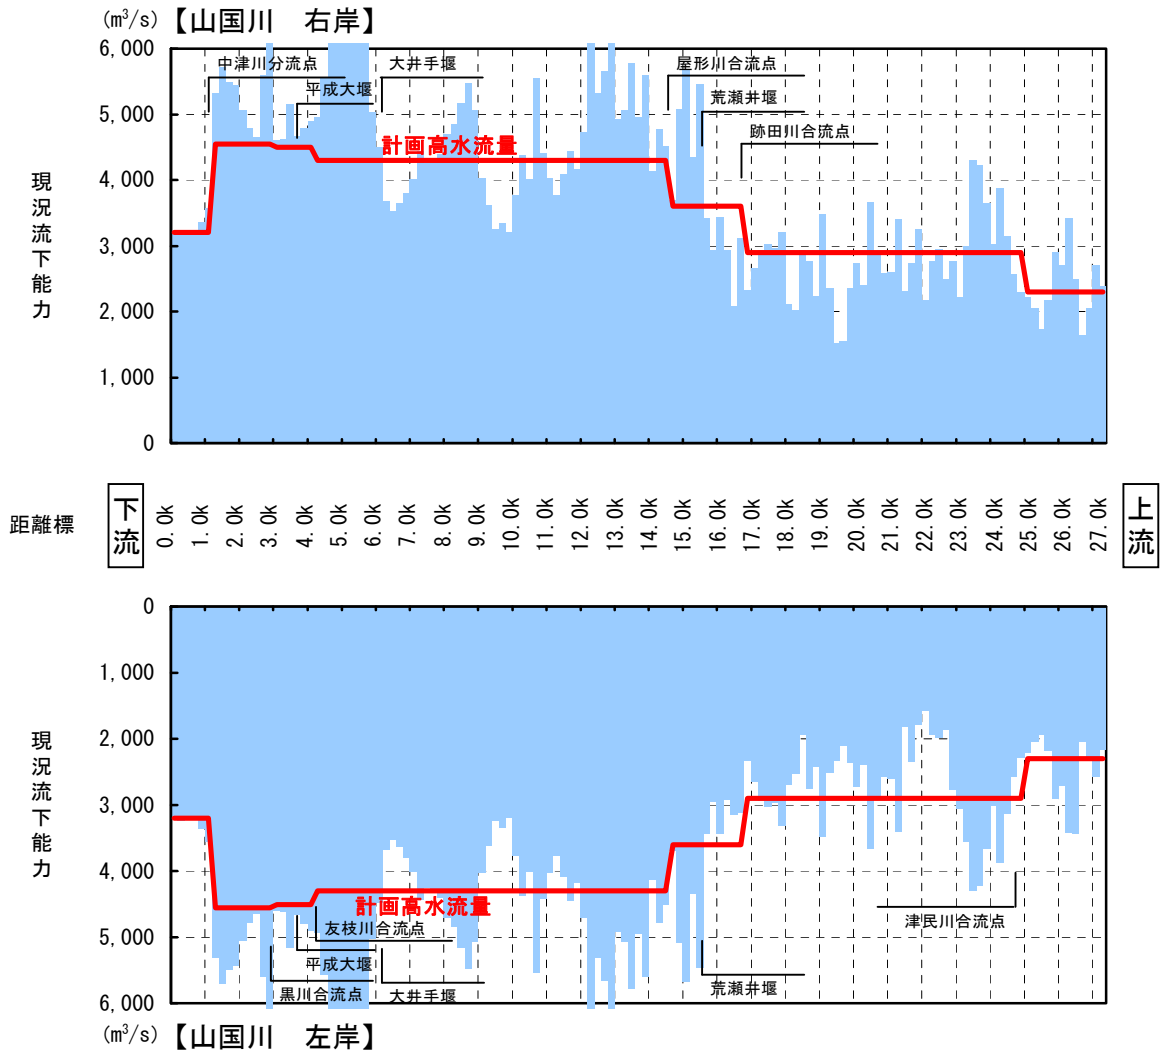 (m³/s) 【山国川　右岸】
6,000
5,000
4,000
3,000
2,000
1,000
0
現況流下能力
中津川分流点
平成大堰
大井手堰
屋形川合流点
荒瀬井堰
跡田川合流点
計画高水流量
距離標
下流
0.0k
1.0k
2.0k
3.0k
4.0k
5.0k
6.0k
7.0k
8.0k
9.0k
10.0k
11.0k
12.0k
13.0k
14.0k
15.0k
16.0k
17.0k
18.0k
19.0k
20.0k
21.0k
22.0k
23.0k
24.0k
25.0k
26.0k
27.0k
上流
0
1,000
2,000
3,000
4,000
5,000
6,000
現況流下能力
計画高水流量
友枝川合流点
平成大堰
黒川合流点
大井手堰
荒瀬井堰
津民川合流点
(m³/s) 【山国川　左岸】